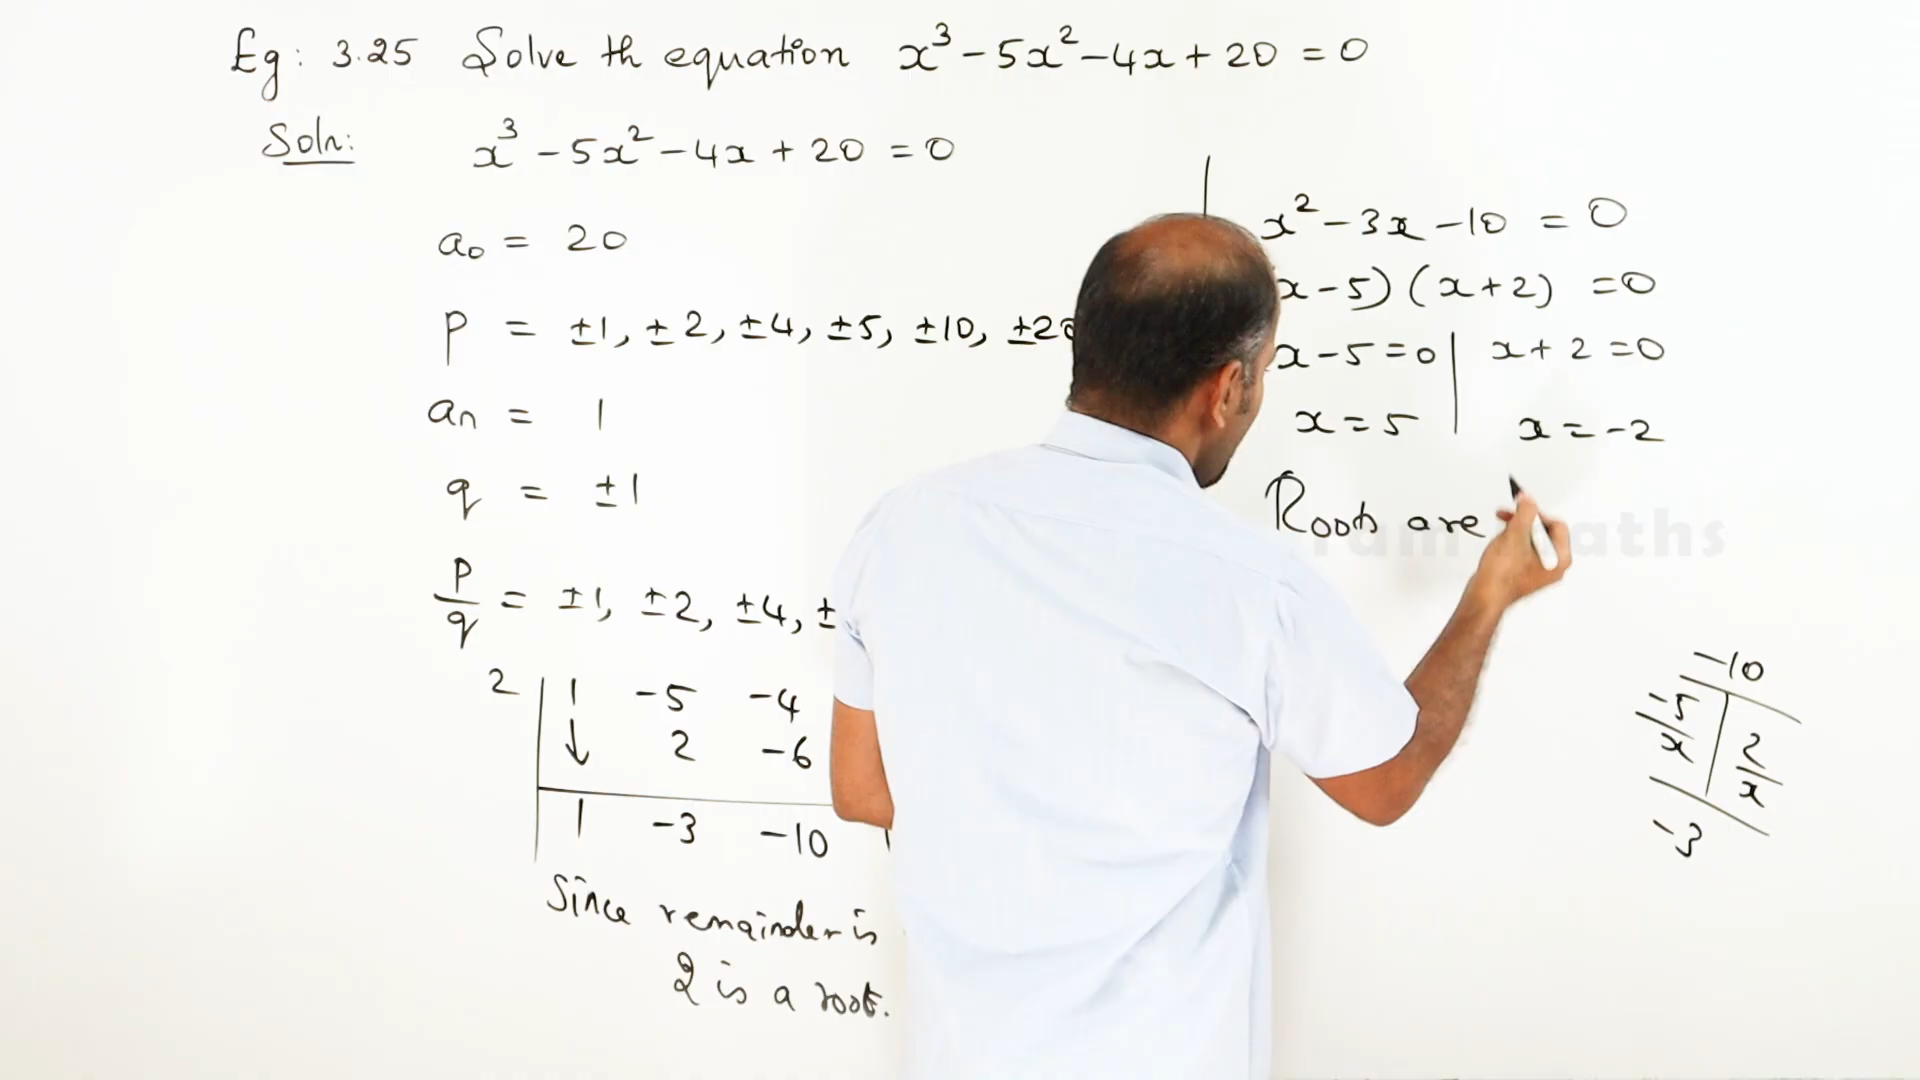 Eg: 3.25 Solve th equation x³ - 5x² - 4x + 20 = 0
Soln: x³ - 5x² - 4x + 20 = 0
a₀ = 20
p = ±1, ±2, ±4, ±5, ±10, ±20
aₙ = 1
q = ±1
p/q = ±1, ±2, ±4, ±
2 | 1 -5 -4
↓ 2 -6
1 -3 -10
Since remainder is
2 is a root.
x² - 3x - 10 = 0
x - 5) (x + 2) = 0
x - 5 = 0 | x + 2 = 0
x = 5 | x = -2
Roots are
aths
-10
-5/x | 2/x
-3